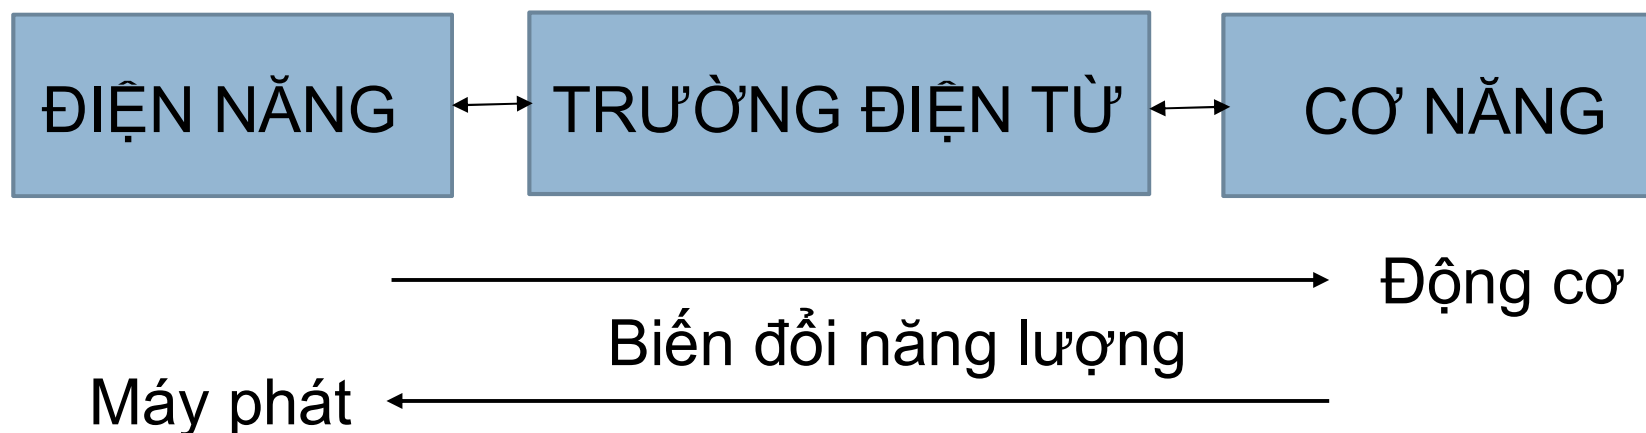 ĐIỆN NĂNG
TRƯỜNG ĐIỆN TỪ
CƠ NĂNG
Động cơ
Biến đổi năng lượng
Máy phát